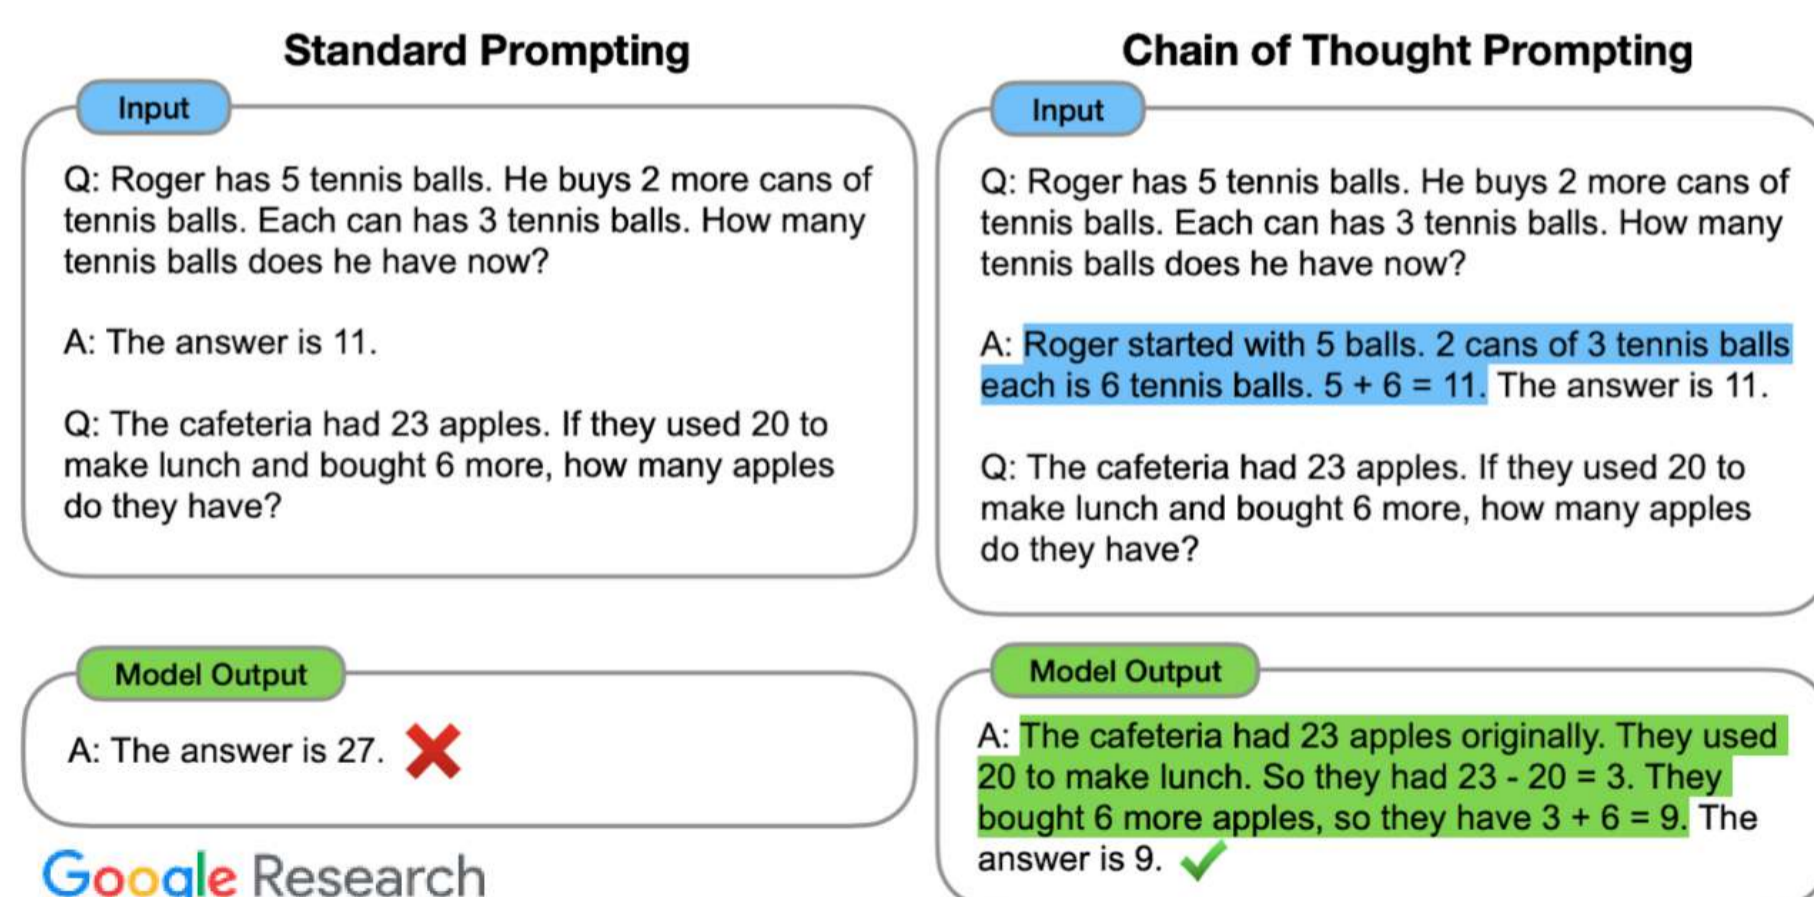 Standard Prompting
Input
Q: Roger has 5 tennis balls. He buys 2 more cans of
tennis balls. Each can has 3 tennis balls. How many
tennis balls does he have now?
A: The answer is 11.
Q: The cafeteria had 23 apples. If they used 20 to
make lunch and bought 6 more, how many apples
do they have?
Model Output
A: The answer is 27.
Google Research
Chain of Thought Prompting
Input
Q: Roger has 5 tennis balls. He buys 2 more cans of
tennis balls. Each can has 3 tennis balls. How many
tennis balls does he have now?
A: Roger started with 5 balls. 2 cans of 3 tennis balls
each is 6 tennis balls. 5 + 6 = 11. The answer is 11.
Q: The cafeteria had 23 apples. If they used 20 to
make lunch and bought 6 more, how many apples
do they have?
Model Output
A: The cafeteria had 23 apples originally. They used
20 to make lunch. So they had 23 - 20 = 3. They
bought 6 more apples, so they have 3 + 6 = 9. The
answer is 9.